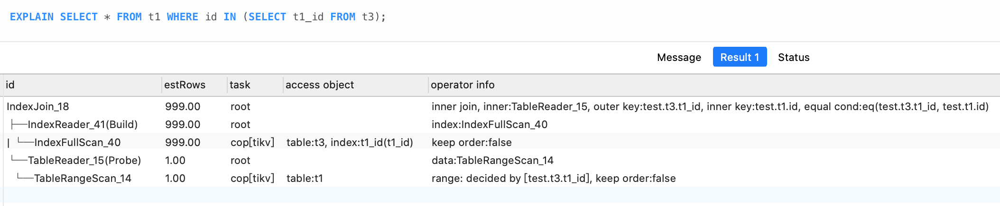 EXPLAIN SELECT * FROM t1 WHERE id IN (SELECT t1_id FROM t3);
Message Result 1 Status
id estRows task access object operator info
IndexJoin_18 999.00 root inner join, inner:TableReader_15, outer key:test.t3.t1_id, inner key:test.t1.id, equal cond:eq(test.t3.t1_id, test.t1.id)
├──IndexReader_41(Build) 999.00 root index:IndexFullScan_40
| └──IndexFullScan_40 999.00 cop[tikv] table:t3, index:t1_id(t1_id) keep order:false
└──TableReader_15(Probe) 1.00 root data:TableRangeScan_14
└──TableRangeScan_14 1.00 cop[tikv] table:t1 range: decided by [test.t3.t1_id], keep order:false